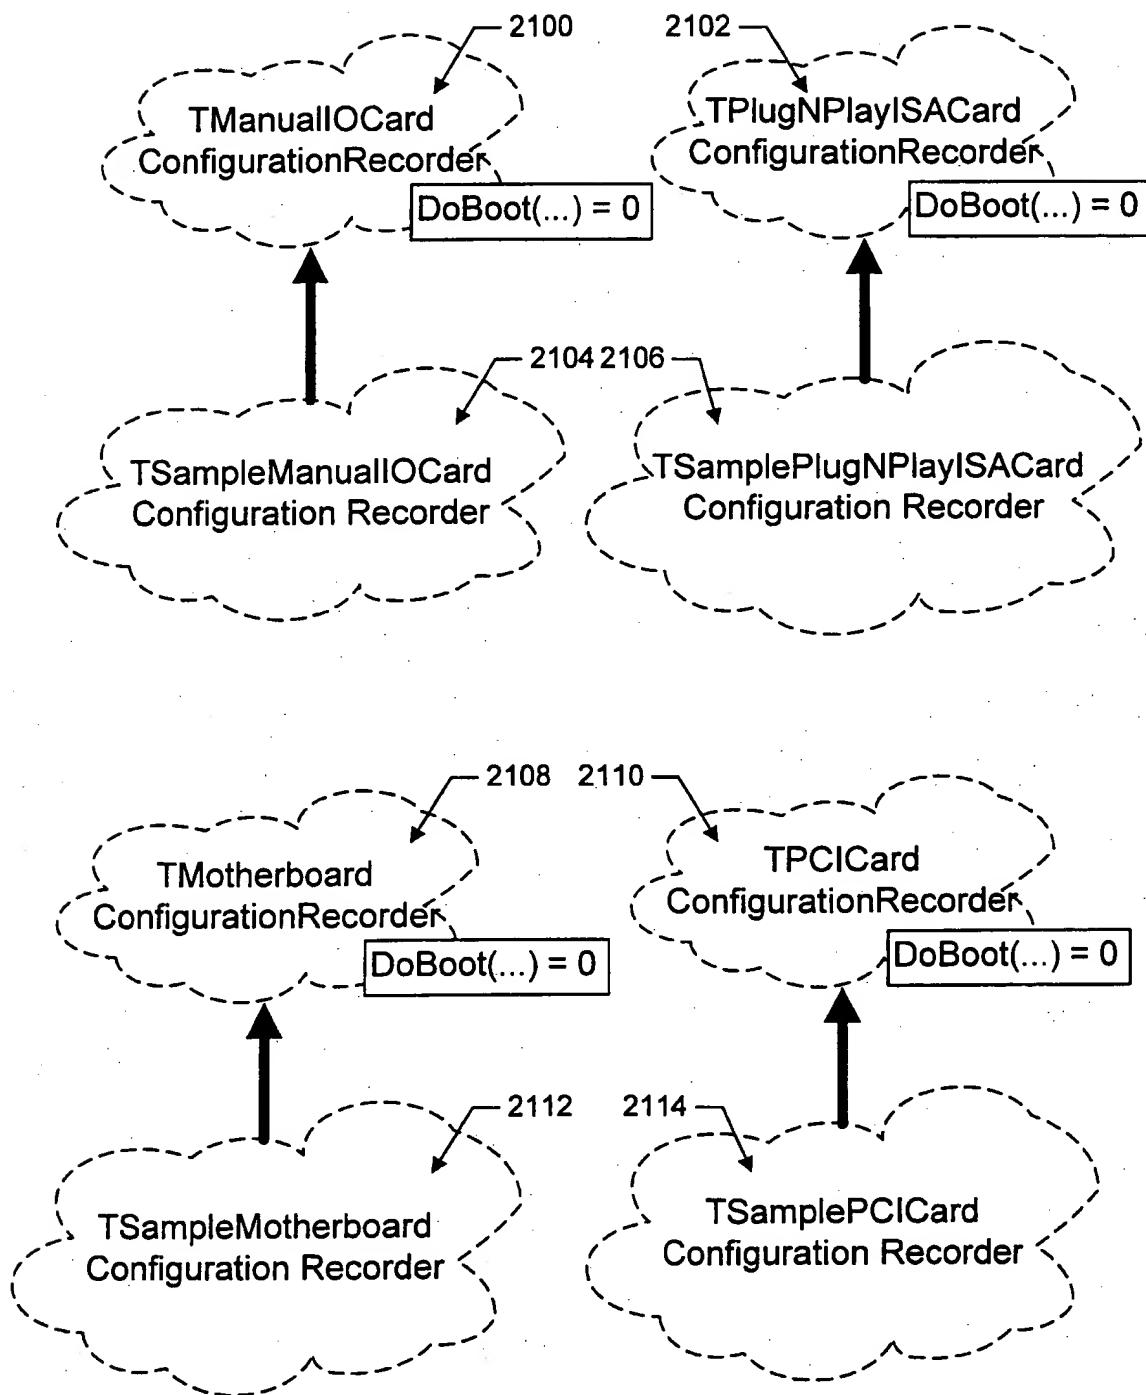 2100
2102
TManualIOCard
ConfigurationRecorder
DoBoot(...) = 0
TPlugNPlayISACard
ConfigurationRecorder
DoBoot(...) = 0
2104
2106
TSampleManualIOCard
Configuration Recorder
TSamplePlugNPlayISACard
Configuration Recorder
2108
2110
TMotherboard
ConfigurationRecorder
DoBoot(...) = 0
TPCICard
ConfigurationRecorder
DoBoot(...) = 0
2112
2114
TSampleMotherboard
Configuration Recorder
TSamplePCICard
Configuration Recorder